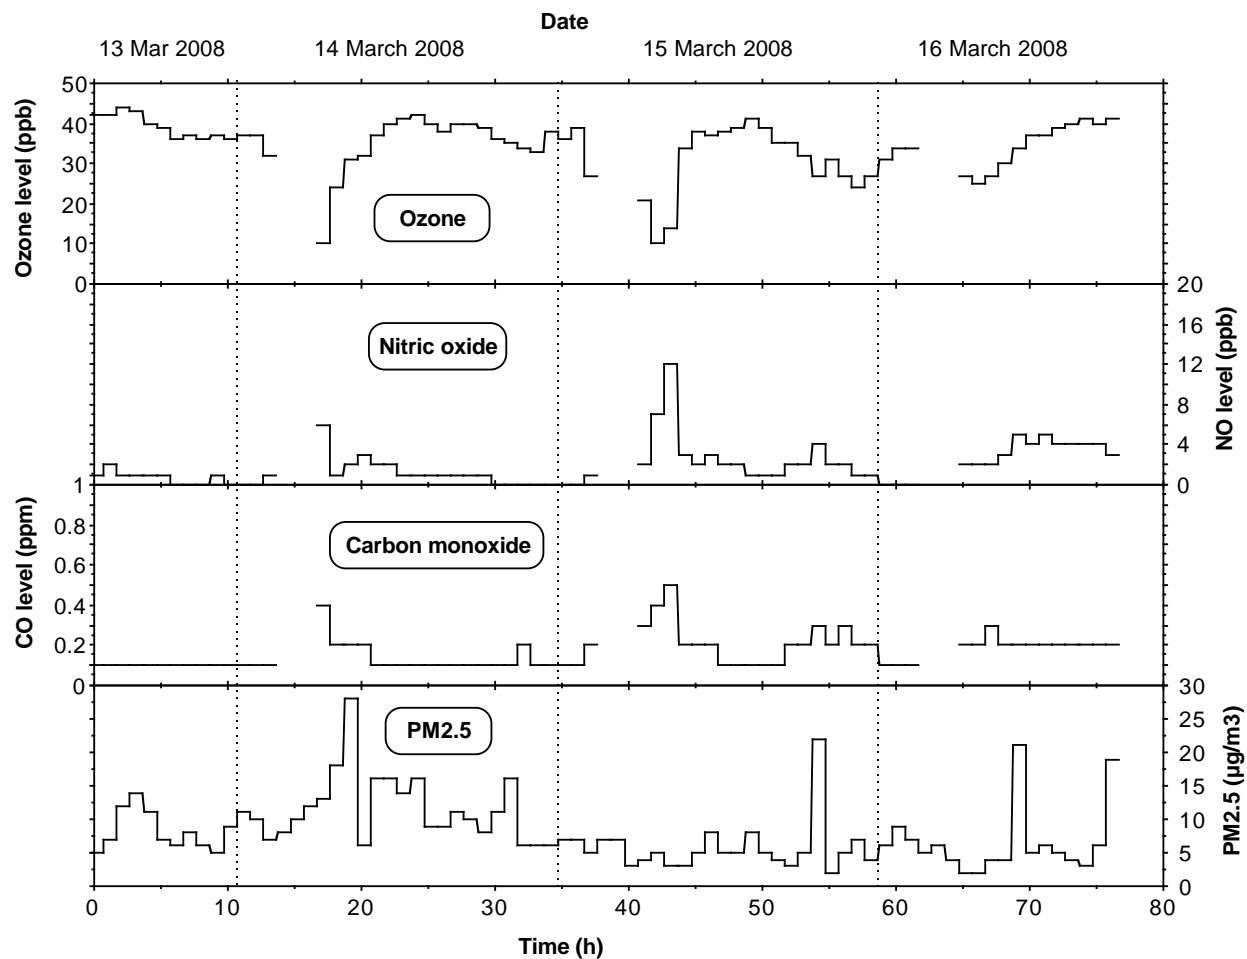 Date
13 Mar 2008 14 March 2008 15 March 2008 16 March 2008
Ozone level (ppb)
50
40
30
20
10
0
Ozone
NO level (ppb)
20
16
12
8
4
0
Nitric oxide
CO level (ppm)
1
0.8
0.6
0.4
0.2
0
Carbon monoxide
PM2.5 (µg/m3)
30
25
20
15
10
5
0
PM2.5
0 10 20 30 40 50 60 70 80
Time (h)